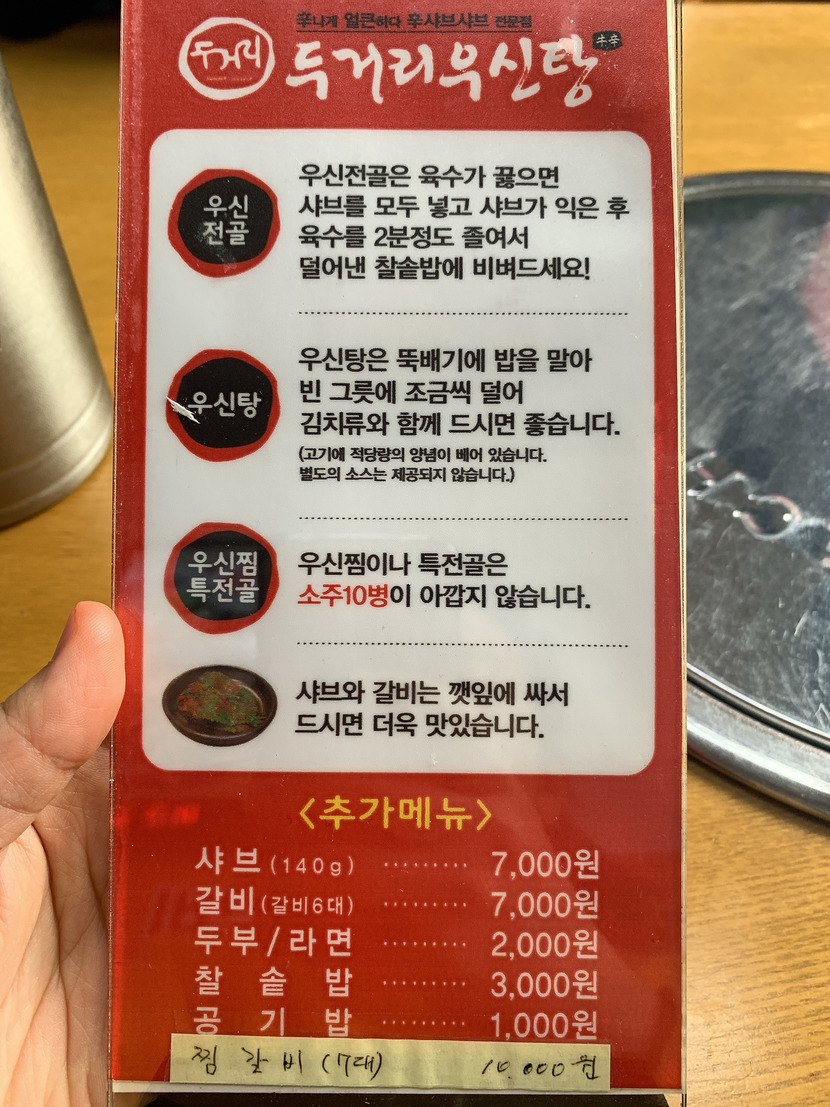 辛나게 얼큰하다 辛샤브샤브 전문점
두거리
두거리우신탕
牛辛
우신
전골
우신전골은 육수가 끓으면
샤브를 모두 넣고 샤브가 익은 후
육수를 2분정도 졸여서
덜어낸 찰솥밥에 비벼드세요!
우신탕
우신탕은 뚝배기에 밥을 말아
빈 그릇에 조금씩 덜어
김치류와 함께 드시면 좋습니다.
(고기에 적당량의 양념이 베어 있습니다.
별도의 소스는 제공되지 않습니다.)
우신찜
특전골
우신찜이나 특전골은
소주10병이 아깝지 않습니다.
샤브와 갈비는 깻잎에 싸서
드시면 더욱 맛있습니다.
<추가메뉴>
샤브(140g) ········· 7,000원
갈비(갈비6대) ········· 7,000원
두부/라면 ········· 2,000원
찰솥밥 ········· 3,000원
공기밥 ········· 1,000원
찜갈비(7대) 10,000원